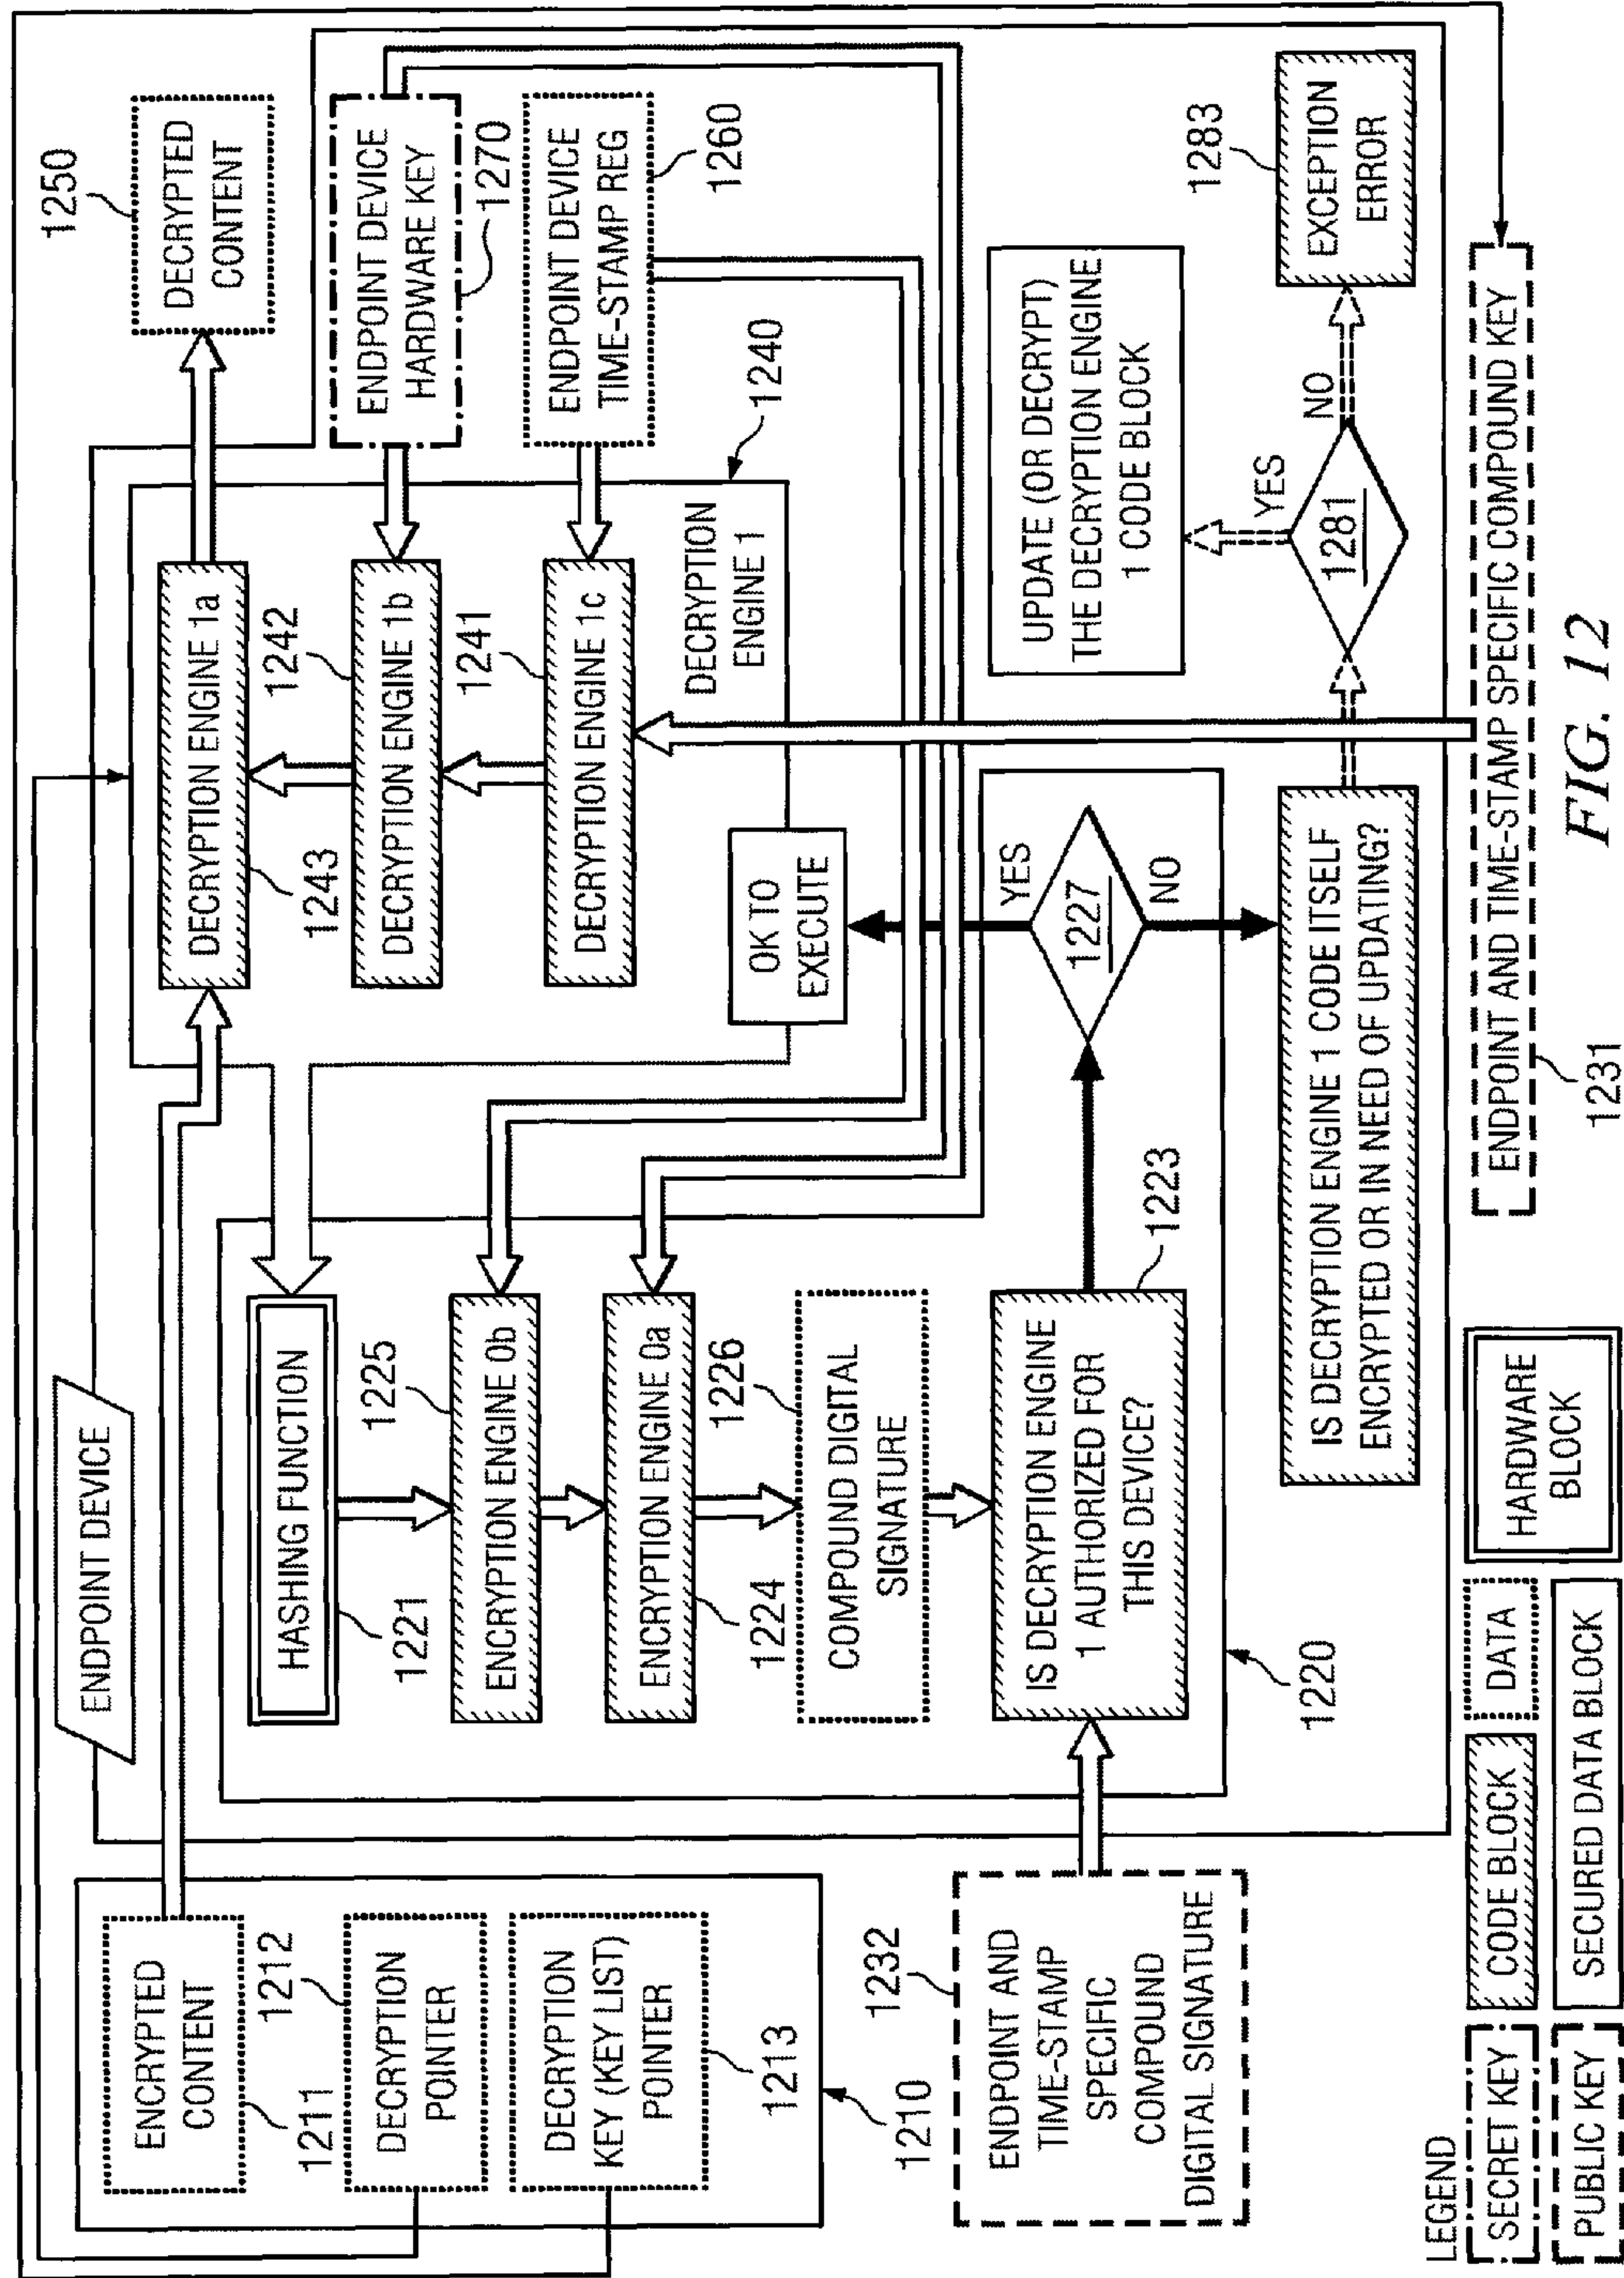 ENCRYPTED
CONTENT
1211
DECRYPTION
POINTER
1212
DECRYPTION
KEY (KEY LIST)
POINTER
1213
1210
ENDPOINT AND
TIME-STAMP
SPECIFIC
COMPOUND
DIGITAL SIGNATURE
1232
ENDPOINT DEVICE
HASHING FUNCTION
1221
ENCRYPTION ENGINE 0b
1225
ENCRYPTION ENGINE 0a
1224
COMPOUND DIGITAL
SIGNATURE
1226
IS DECRYPTION ENGINE
1 AUTHORIZED FOR
THIS DEVICE?
1223
1220
1227
YES
NO
OK TO
EXECUTE
DECRYPTION ENGINE 1a
1243
DECRYPTION ENGINE 1b
1242
DECRYPTION ENGINE 1c
1241
DECRYPTION
ENGINE 1
1240
DECRYPTED
CONTENT
1250
ENDPOINT DEVICE
HARDWARE KEY
1270
ENDPOINT DEVICE
TIME-STAMP REG
1260
UPDATE (OR DECRYPT)
THE DECRYPTION ENGINE
1 CODE BLOCK
YES
1281
NO
EXCEPTION
ERROR
1283
IS DECRYPTION ENGINE 1 CODE ITSELF
ENCRYPTED OR IN NEED OF UPDATING?
ENDPOINT AND TIME-STAMP SPECIFIC COMPOUND KEY
1231
LEGEND
SECRET KEY
CODE BLOCK
DATA
HARDWARE
BLOCK
PUBLIC KEY
SECURED DATA BLOCK
FIG. 12